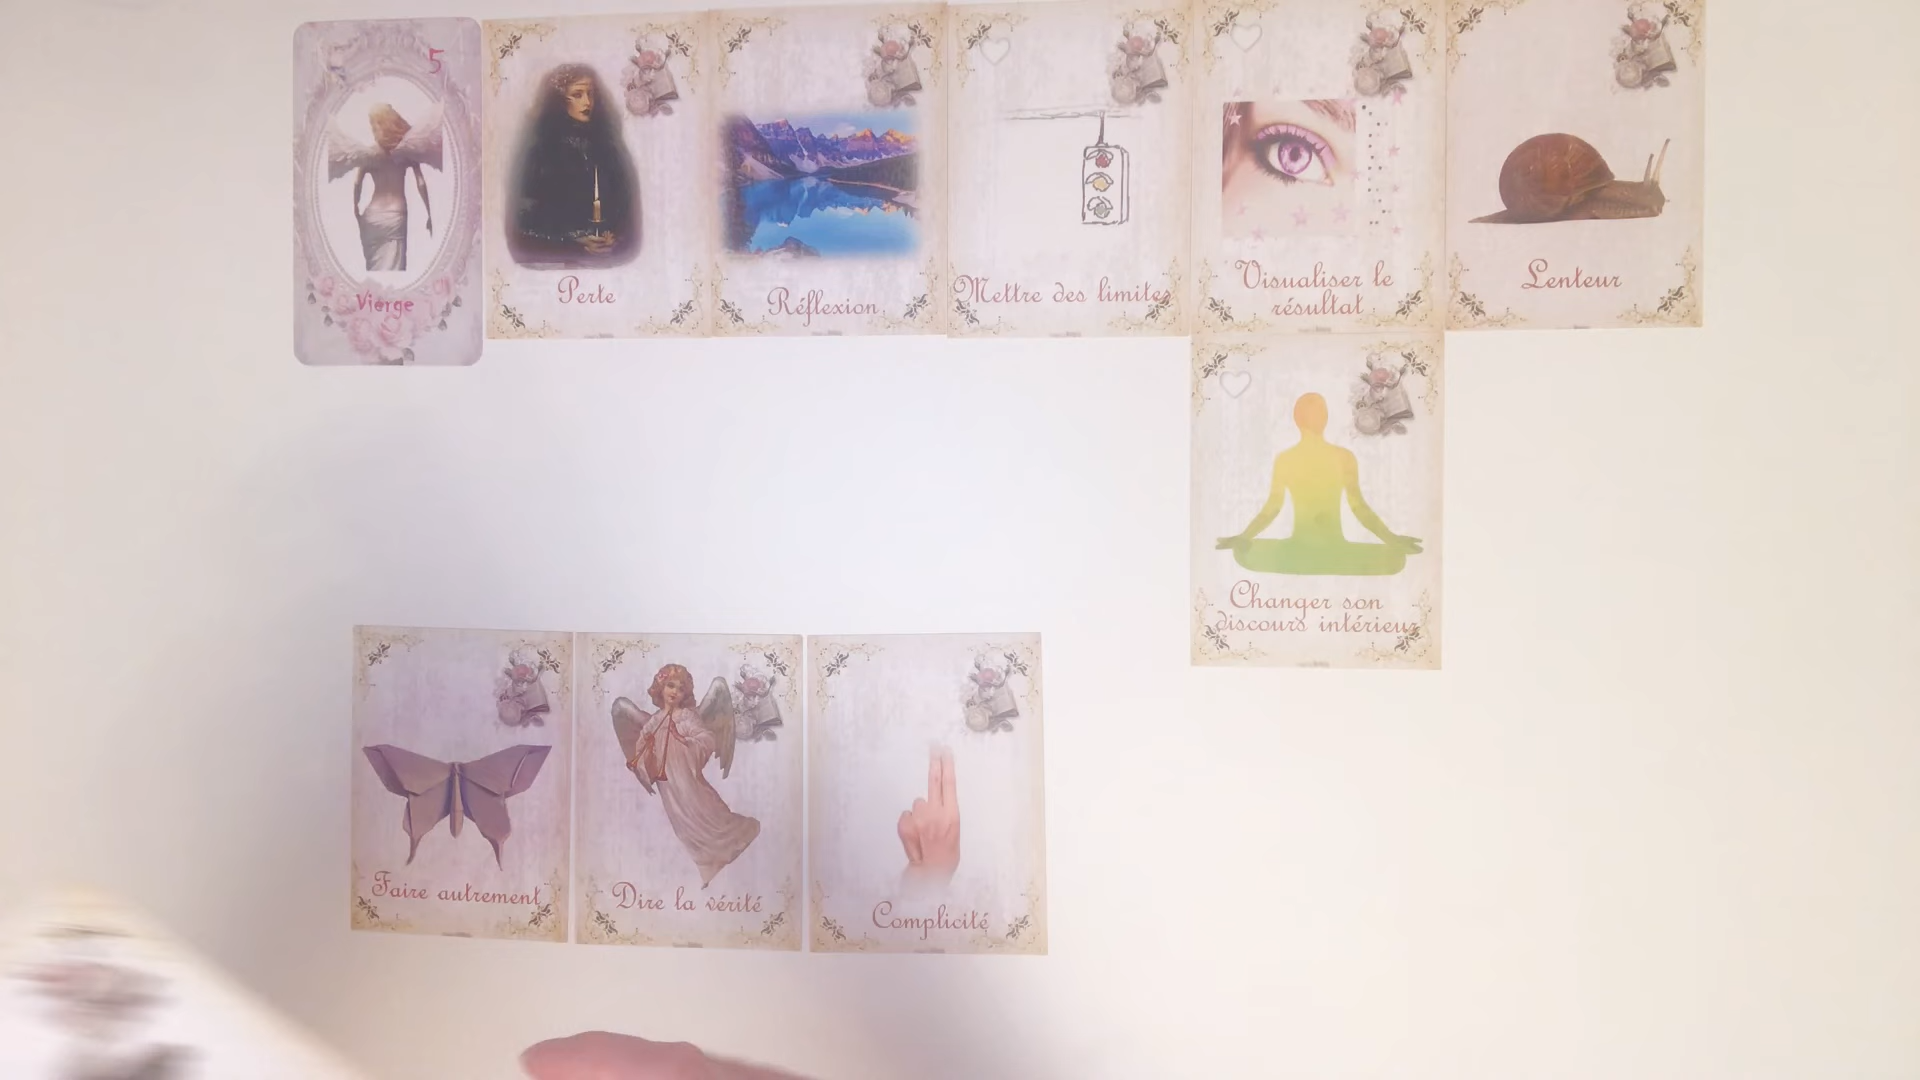 5
Vierge
Perte
Réflexion
Mettre des limites
Visualiser le
résultat
Lenteur
Changer son
discours intérieur
Faire autrement
Dire la vérité
Complicité